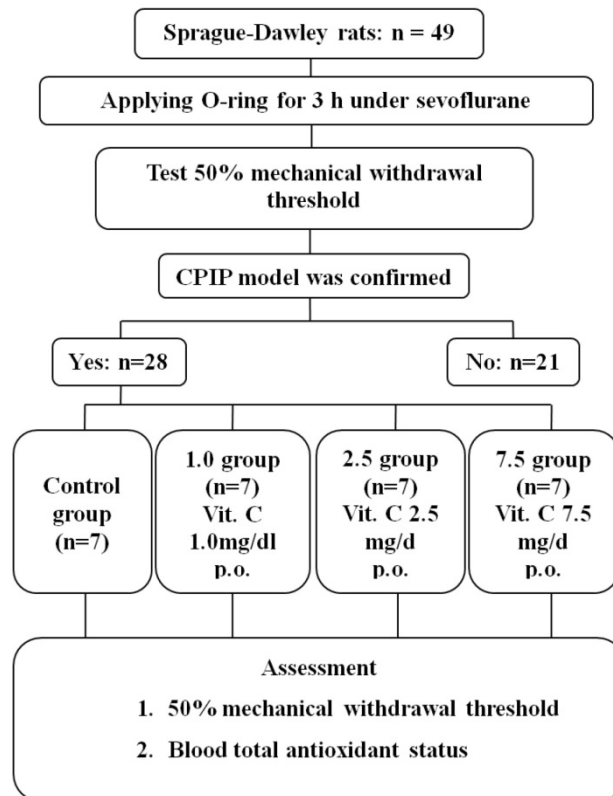 Sprague-Dawley rats: n = 49
Applying O-ring for 3 h under sevoflurane
Test 50% mechanical withdrawal
threshold
CPIP model was confirmed
Yes: n=28
No: n=21
Control
group
(n=7)
1.0 group
(n=7)
Vit. C
1.0mg/dl
p.o.
2.5 group
(n=7)
Vit. C 2.5
mg/d
p.o.
7.5 group
(n=7)
Vit. C 7.5
mg/d
p.o.
Assessment
1. 50% mechanical withdrawal threshold
2. Blood total antioxidant status